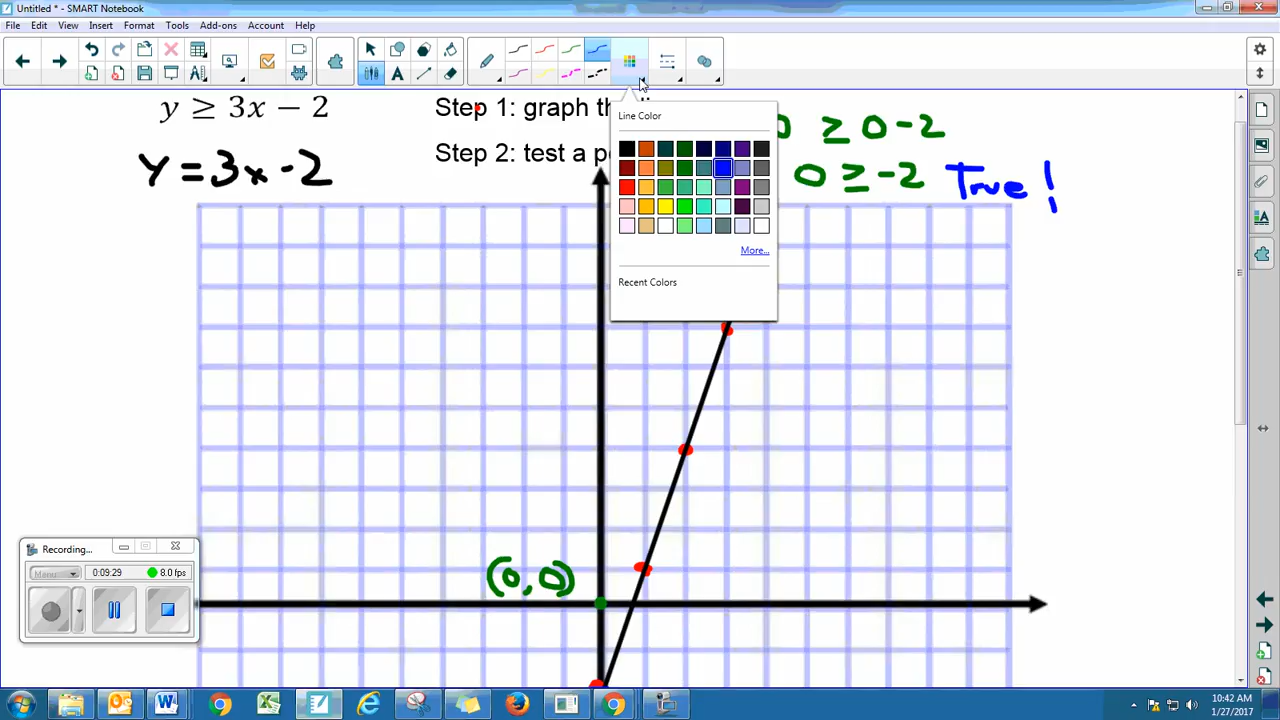 Untitled * - SMART Notebook
File Edit View Insert Format Tools Add-ons Account Help
y ≥ 3x − 2
Step 1: graph th
Line Color
0 ≥ 0-2
y = 3x - 2
Step 2: test a p
0 ≥ -2 True!
More...
Recent Colors
Recording...
Menu 0:09:29 8.0 fps
(0,0)
10:42 AM
1/27/2017